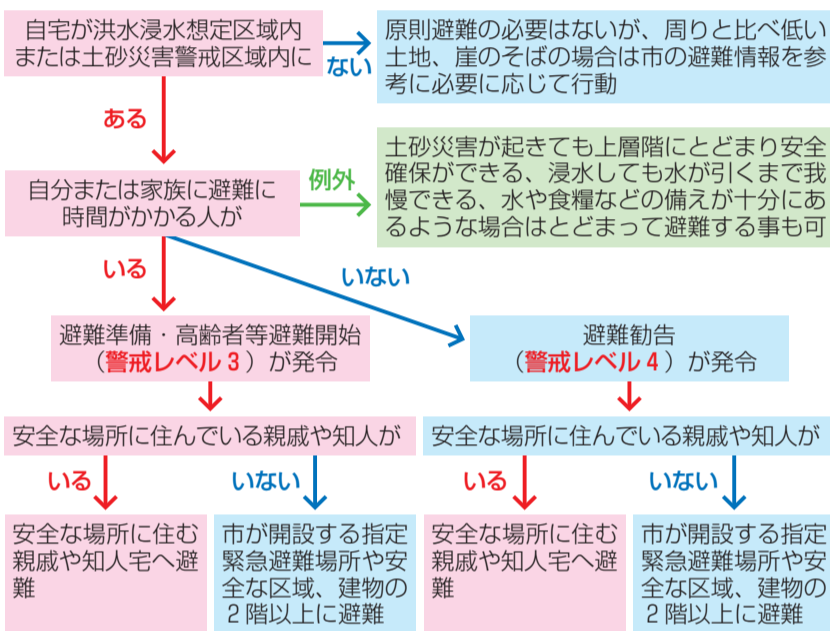 自宅が洪水浸水想定区域内
または土砂災害警戒区域内に
ない
原則避難の必要はないが、周りと比べ低い
土地、崖のそばの場合は市の避難情報を参
考に必要に応じて行動
ある
自分または家族に避難に
時間がかかる人が
例外
土砂災害が起きても上層階にとどまり安全
確保ができる、浸水しても水が引くまで我
慢できる、水や食糧などの備えが十分にあ
るような場合はとどまって避難する事も可
いる
いない
避難準備・高齢者等避難開始
（警戒レベル３）が発令
避難勧告
（警戒レベル４）が発令
安全な場所に住んでいる親戚や知人が
安全な場所に住んでいる親戚や知人が
いる
いない
いる
いない
安全な場所に住む
親戚や知人宅へ避
難
市が開設する指定
緊急避難場所や安
全な区域、建物の
２階以上に避難
安全な場所に住む
親戚や知人宅へ避
難
市が開設する指定
緊急避難場所や安
全な区域、建物の
２階以上に避難